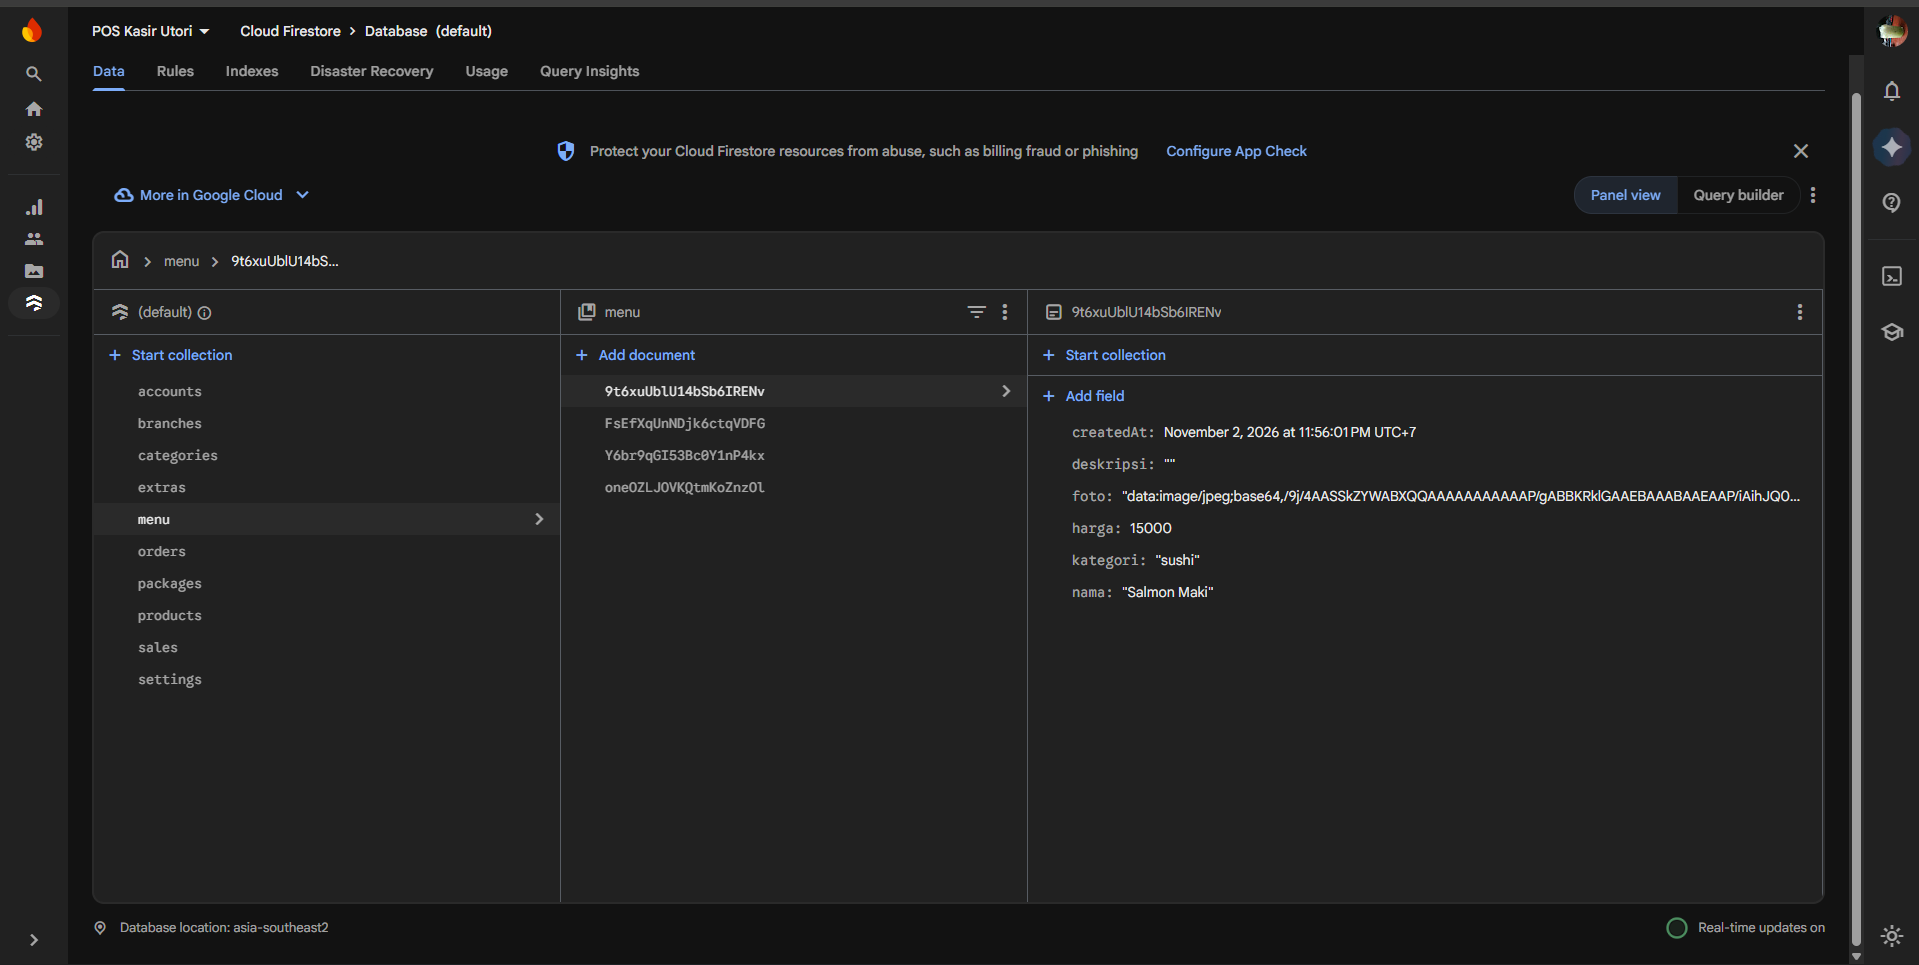 POS Kasir Utori
Cloud Firestore > Database (default)
Data Rules Indexes Disaster Recovery Usage Query Insights
Protect your Cloud Firestore resources from abuse, such as billing fraud or phishing Configure App Check
More in Google Cloud
Panel view Query builder
menu > 9t6xuUblU14bS...
(default)
Start collection
accounts
branches
categories
extras
menu
orders
packages
products
sales
settings
menu
Add document
9t6xuUblU14bSb6IRENv
FsEfXqUnNDjk6ctqVDFG
Y6br9qGI53Bc0Y1nP4kx
oneOZLJOVKQtmKoZnzOl
9t6xuUblU14bSb6IRENv
Start collection
Add field
createdAt: November 2, 2026 at 11:56:01 PM UTC+7
deskripsi: ""
foto: "data:image/jpeg;base64,/9j/4AASSkZYWABXQQAAAAAAAAAAAP/gABBKRklGAAEBAAABAAEAAP/iAihJQ0...
harga: 15000
kategori: "sushi"
nama: "Salmon Maki"
Database location: asia-southeast2
Real-time updates on